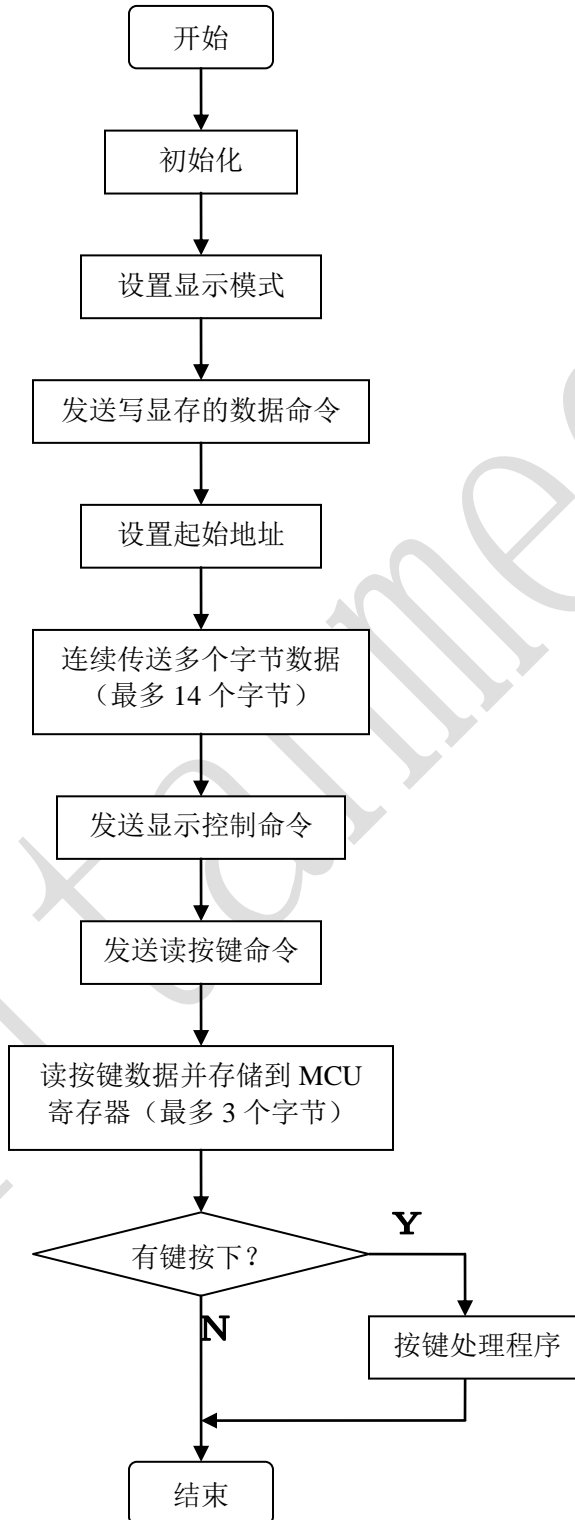 开始
初始化
设置显示模式
发送写显存的数据命令
设置起始地址
连续传送多个字节数据
（最多 14 个字节）
发送显示控制命令
发送读按键命令
读按键数据并存储到 MCU
寄存器（最多 3 个字节）
有键按下？
Y
N
按键处理程序
结束